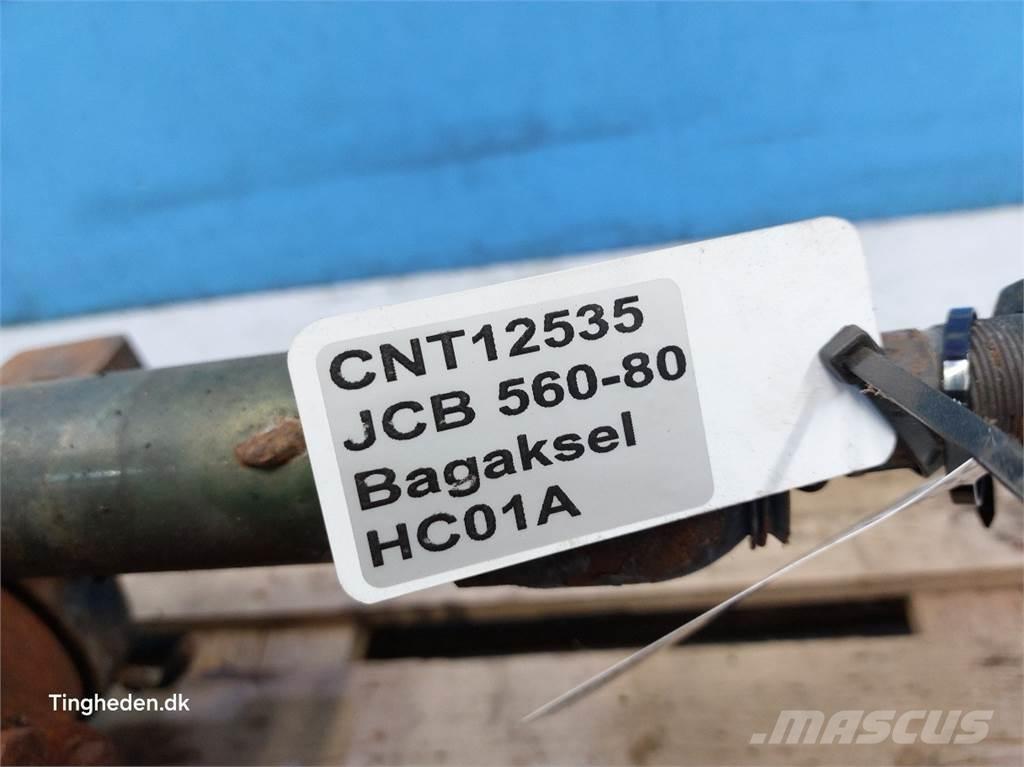 CNT12535
JCB 560-80
Bagaksel
HC01A
Tingheden.dk
MASCUS